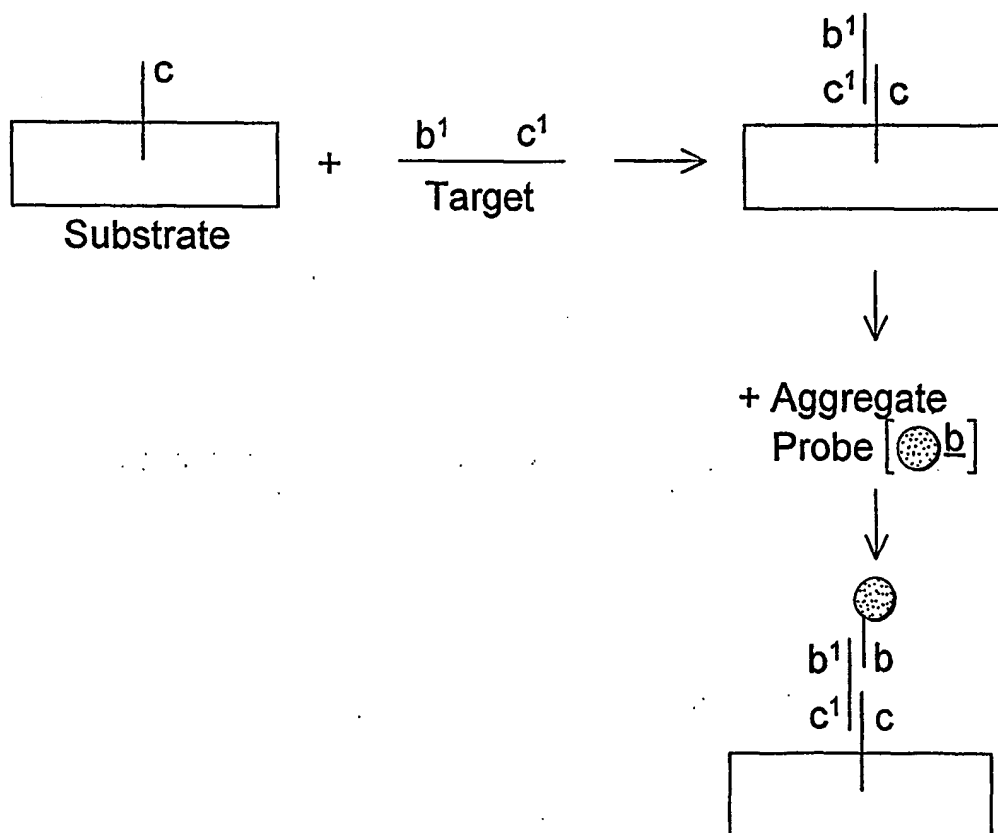 c
Substrate
+
b¹ c¹
Target
b¹
c¹ c
+ Aggregate
Probe [b]
b¹ b
c¹ c